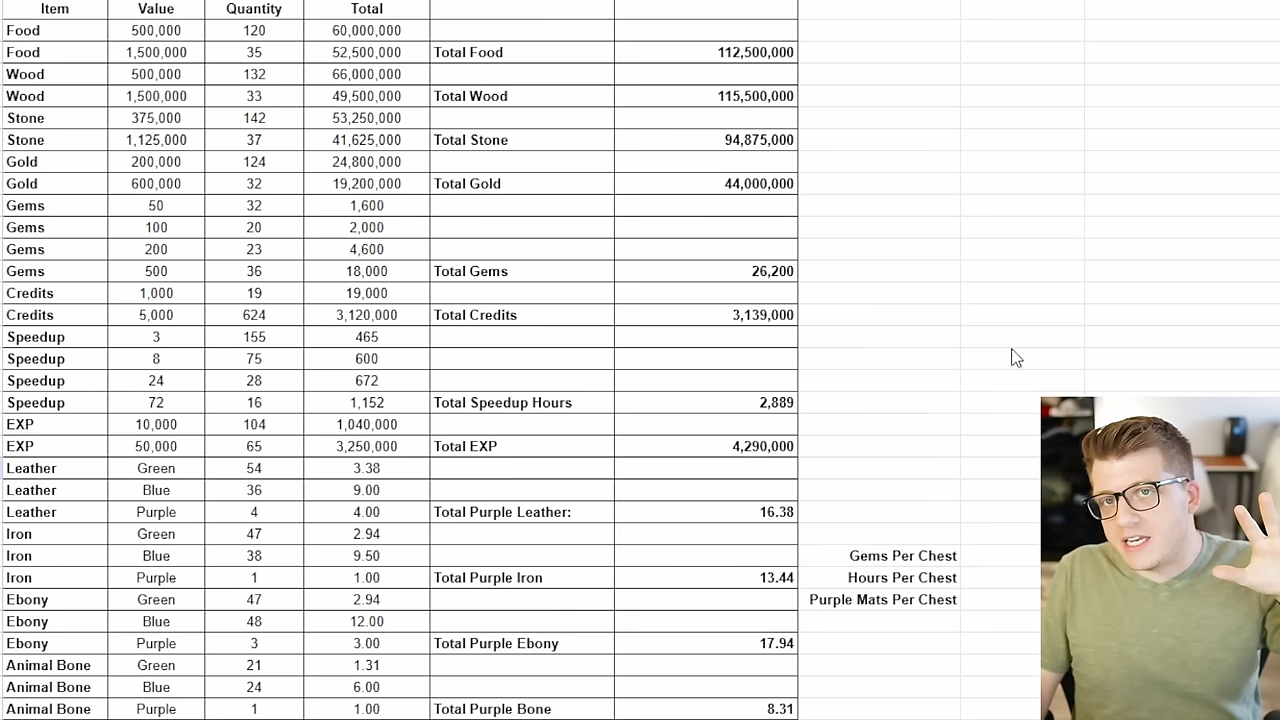 Item Value Quantity Total
Food 500,000 120 60,000,000
Food 1,500,000 35 52,500,000 Total Food 112,500,000
Wood 500,000 132 66,000,000
Wood 1,500,000 33 49,500,000 Total Wood 115,500,000
Stone 375,000 142 53,250,000
Stone 1,125,000 37 41,625,000 Total Stone 94,875,000
Gold 200,000 124 24,800,000
Gold 600,000 32 19,200,000 Total Gold 44,000,000
Gems 50 32 1,600
Gems 100 20 2,000
Gems 200 23 4,600
Gems 500 36 18,000 Total Gems 26,200
Credits 1,000 19 19,000
Credits 5,000 624 3,120,000 Total Credits 3,139,000
Speedup 3 155 465
Speedup 8 75 600
Speedup 24 28 672
Speedup 72 16 1,152 Total Speedup Hours 2,889
EXP 10,000 104 1,040,000
EXP 50,000 65 3,250,000 Total EXP 4,290,000
Leather Green 54 3.38
Leather Blue 36 9.00
Leather Purple 4 4.00 Total Purple Leather: 16.38
Iron Green 47 2.94
Iron Blue 38 9.50 Gems Per Chest
Iron Purple 1 1.00 Total Purple Iron 13.44 Hours Per Chest
Ebony Green 47 2.94 Purple Mats Per Chest
Ebony Blue 48 12.00
Ebony Purple 3 3.00 Total Purple Ebony 17.94
Animal Bone Green 21 1.31
Animal Bone Blue 24 6.00
Animal Bone Purple 1 1.00 Total Purple Bone 8.31